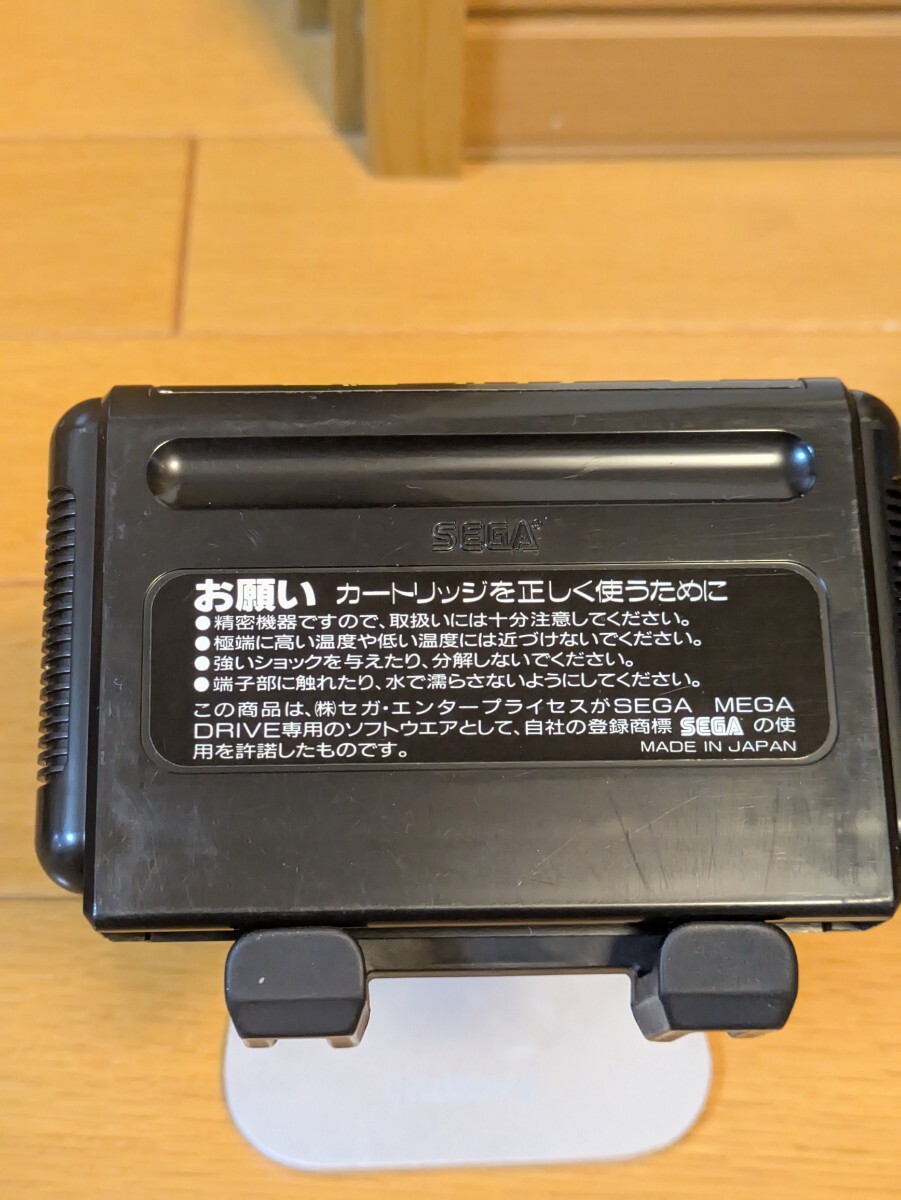 SEGA
お願い カートリッジを正しく使うために
●精密機器ですので、取扱いには十分注意してください。
●極端に高い温度や低い温度には近づけないでください。
●強いショックを与えたり、分解しないでください。
●端子部に触れたり、水で濡らさないようにしてください。
この商品は、㈱セガ・エンタープライセスがSEGA MEGA
DRIVE専用のソフトウエアとして、自社の登録商標 SEGA の使
用を許諾したものです。 MADE IN JAPAN